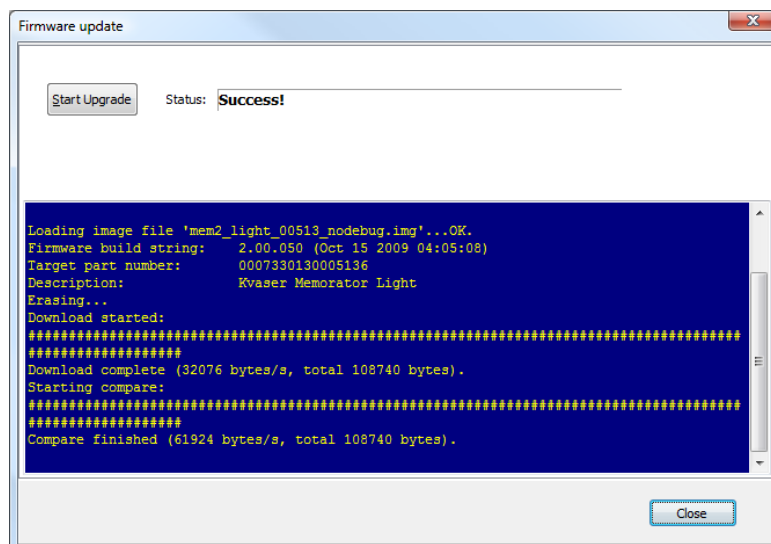 Firmware update
Start Upgrade Status: Success!
Loading image file 'mem2_light_00513_nodebug.img'...OK.
Firmware build string: 2.00.050 (Oct 15 2009 04:05:08)
Target part number: 0007330130005136
Description: Kvaser Memorator Light
Erasing...
Download started:
########################################################################################
###################
Download complete (32076 bytes/s, total 108740 bytes).
Starting compare:
########################################################################################
###################
Compare finished (61924 bytes/s, total 108740 bytes).
Close